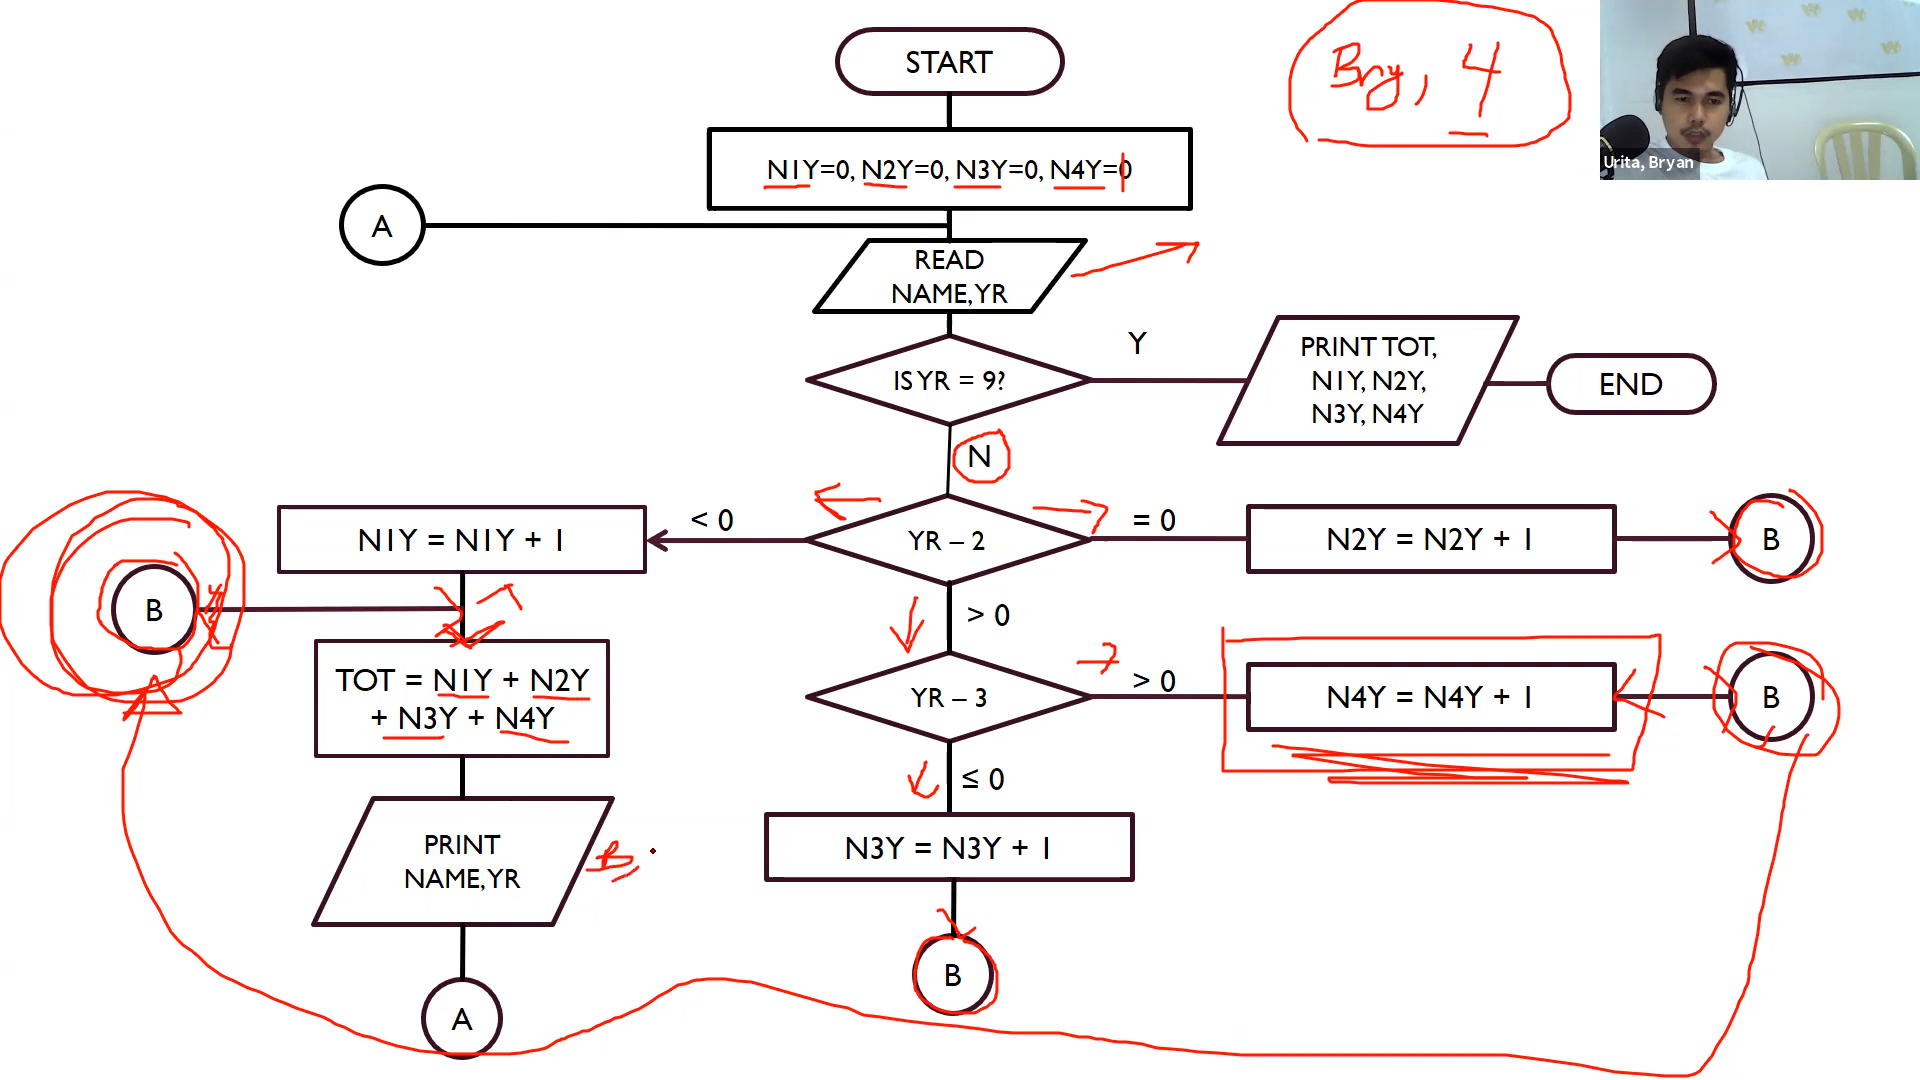 START
Bry, 4
Urita, Bryan
N1Y=0, N2Y=0, N3Y=0, N4Y=0
A
READ
NAME,YR
IS YR = 9?
Y
PRINT TOT,
N1Y, N2Y,
N3Y, N4Y
END
N
N1Y = N1Y + 1
< 0
YR – 2
= 0
N2Y = N2Y + 1
B
B
> 0
TOT = N1Y + N2Y
+ N3Y + N4Y
YR – 3
> 0
N4Y = N4Y + 1
B
≤ 0
PRINT
NAME,YR
B,
N3Y = N3Y + 1
B
A